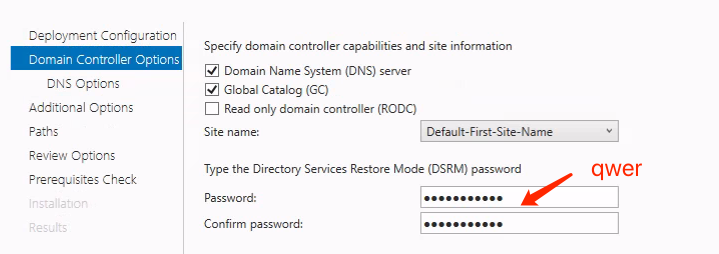 Deployment Configuration
Domain Controller Options
DNS Options
Additional Options
Paths
Review Options
Prerequisites Check
Installation
Results
Specify domain controller capabilities and site information
Domain Name System (DNS) server
Global Catalog (GC)
Read only domain controller (RODC)
Site name: Default-First-Site-Name
Type the Directory Services Restore Mode (DSRM) password
qwer
Password: •••••••••••
Confirm password: •••••••••••